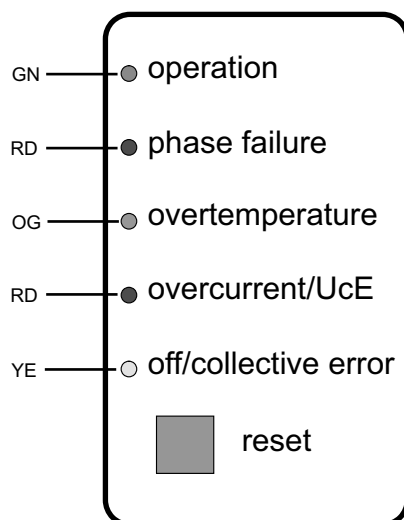 GN operation
RD phase failure
OG overtemperature
RD overcurrent/UcE
YE off/collective error
reset